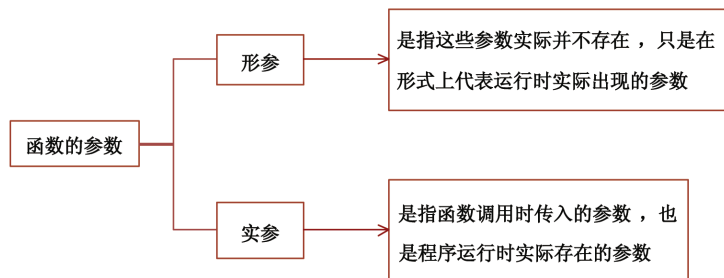 函数的参数
形参
是指这些参数实际并不存在，只是在
形式上代表运行时实际出现的参数
实参
是指函数调用时传入的参数，也
是程序运行时实际存在的参数